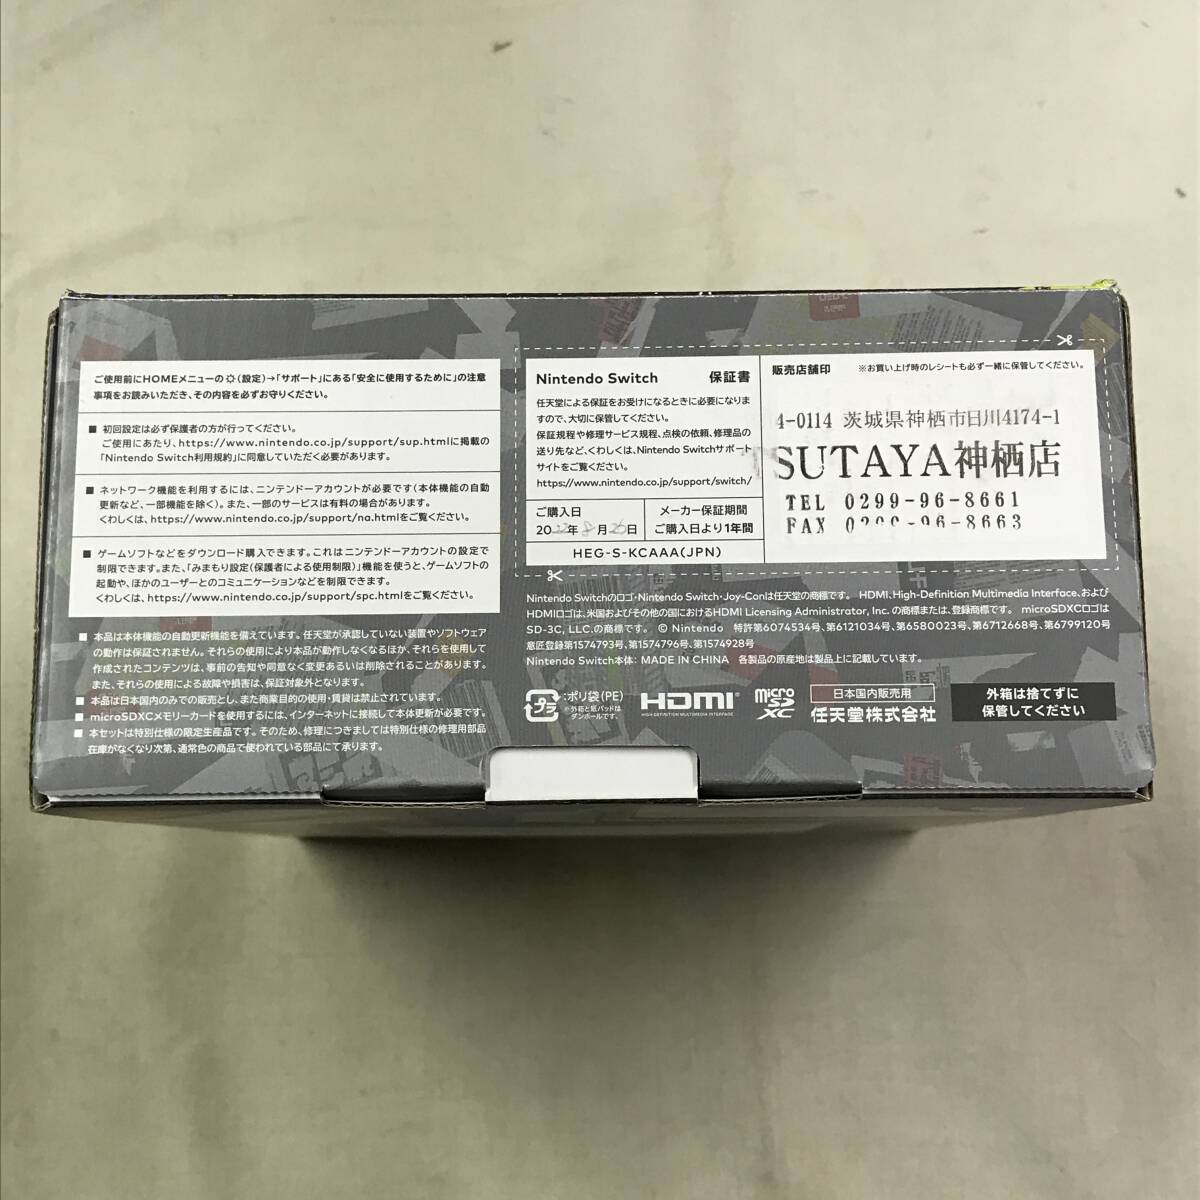 ご使用前にHOMEメニューの(設定)→「サポート」にある「安全に使用するために」の注意
事項をお読みいただき、その内容を必ずお守りください。
■ 初回設定は必ず保護者の方が行ってください。
ご使用にあたり、https://www.nintendo.co.jp/support/sup.htmlに掲載の
「Nintendo Switch利用規約」に同意していただく必要があります。
■ ネットワーク機能を利用するには、ニンテンドーアカウントが必要です(本体機能の自動
更新など、一部機能を除く)。また、一部のサービスは有料の場合があります。
くわしくは、https://www.nintendo.co.jp/support/na.htmlをご覧ください。
■ ゲームソフトなどをダウンロード購入できます。これはニンテンドーアカウントの設定で
制限できます。また、「みまもり設定(保護者による使用制限)」機能を使うと、ゲームソフトの
起動や、ほかのユーザーとのコミュニケーションなどを制限できます。
くわしくは、https://www.nintendo.co.jp/support/spc.htmlをご覧ください。
■ 本品は本体機能の自動更新機能を備えています。任天堂が承認していない装置やソフトウェア
の動作は保証されません。それらの使用により本品が動作しなくなるほか、それらを使用して
作成されたコンテンツは、事前の告知や同意なく変更あるいは削除されることがあります。
また、それらの使用による故障や損害は、保証対象外となります。
■ 本品は日本国内のみでの販売とし、また商業目的の使用・賃貸は禁止されています。
■ microSDXCメモリーカードを使用するには、インターネットに接続して本体更新が必要です。
■ 本セットは特別仕様の限定生産品です。そのため、修理につきましては特別仕様の修理用部品
在庫がなくなり次第、通常色の商品で使われている部品にて承ります。
Nintendo Switch 保証書
任天堂による保証をお受けになるときに必要になりま
すので、大切に保管してください。
保証規程や修理サービス規程、点検の依頼、修理品の
送り先など、くわしくは、Nintendo Switchサポート
サイトをご覧ください。
https://www.nintendo.co.jp/support/switch/
ご購入日
2022年8月26日
メーカー保証期間
ご購入日より1年間
HEG-S-KCAAA(JPN)
販売店舗印 ※お買い上げ時のレシートも必ず一緒に保管してください。
4-0114 茨城県神栖市日川4174-1
TSUTAYA神栖店
TEL 0299-96-8661
FAX 0299-96-8663
Nintendo Switchのロゴ・Nintendo Switch・Joy-Conは任天堂の商標です。 HDMI、High-Definition Multimedia Interface、および
HDMIロゴは、米国およびその他の国におけるHDMI Licensing Administrator, Inc. の商標または、登録商標です。 microSDXCロゴは
SD-3C, LLC.の商標です。 © Nintendo 特許第6074534号、第6121034号、第6580023号、第6712668号、第6799120号
意匠登録第1574793号、第1574796号、第1574928号
Nintendo Switch本体: MADE IN CHINA 各製品の原産地は製品上に記載しています。
プラ
:ポリ袋(PE)
※外箱と紙パッドは
ダンボールです。
HDMI
HIGH-DEFINITION MULTIMEDIA INTERFACE
micro
SD
XC
日本国内販売用
任天堂株式会社
外箱は捨てずに
保管してください